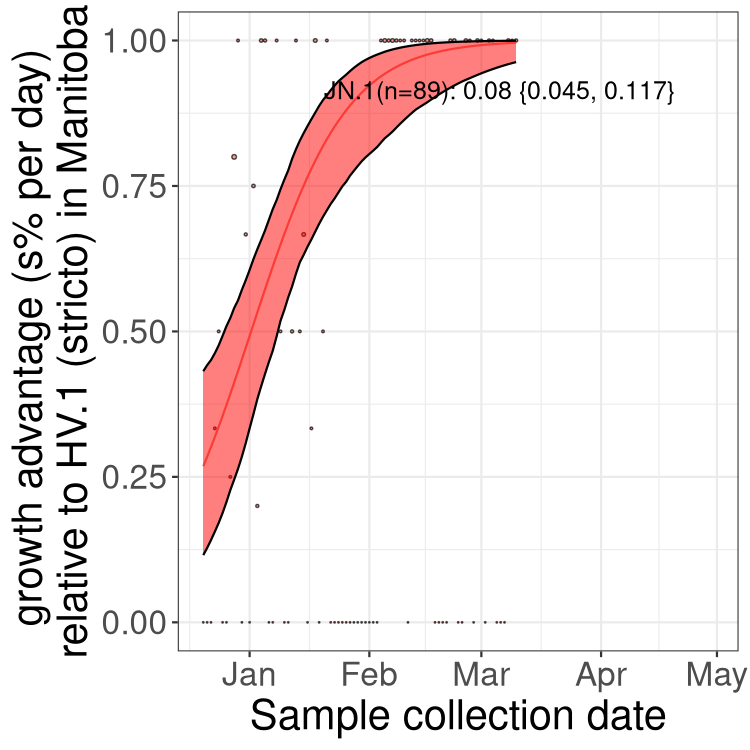 growth advantage (s% per day)
relative to HV.1 (stricto) in Manitoba
1.00
0.75
0.50
0.25
0.00
JN.1(n=89): 0.08 {0.045, 0.117}
Jan Feb Mar Apr May
Sample collection date